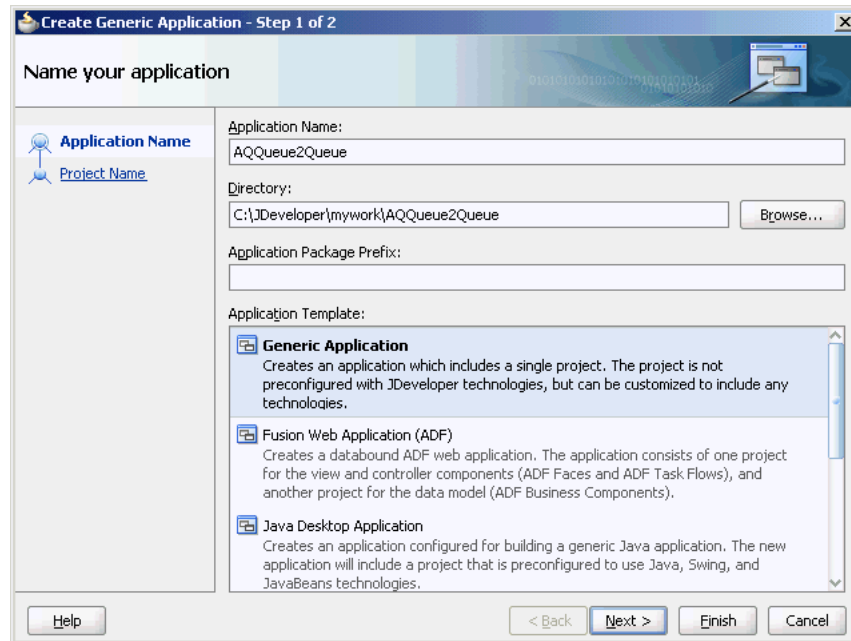 Create Generic Application - Step 1 of 2
Name your application
010101010101010101010101
01010101010
Application Name
Project Name
Application Name:
AQQueue2Queue
Directory:
C:\JDeveloper\mywork\AQQueue2Queue
Browse...
Application Package Prefix:
Application Template:
Generic Application
Creates an application which includes a single project. The project is not
preconfigured with JDeveloper technologies, but can be customized to include any
technologies.
Fusion Web Application (ADF)
Creates a databound ADF web application. The application consists of one project
for the view and controller components (ADF Faces and ADF Task Flows), and
another project for the data model (ADF Business Components).
Java Desktop Application
Creates an application configured for building a generic Java application. The new
application will include a project that is preconfigured to use Java, Swing, and
JavaBeans technologies.
Help
< Back
Next >
Finish
Cancel